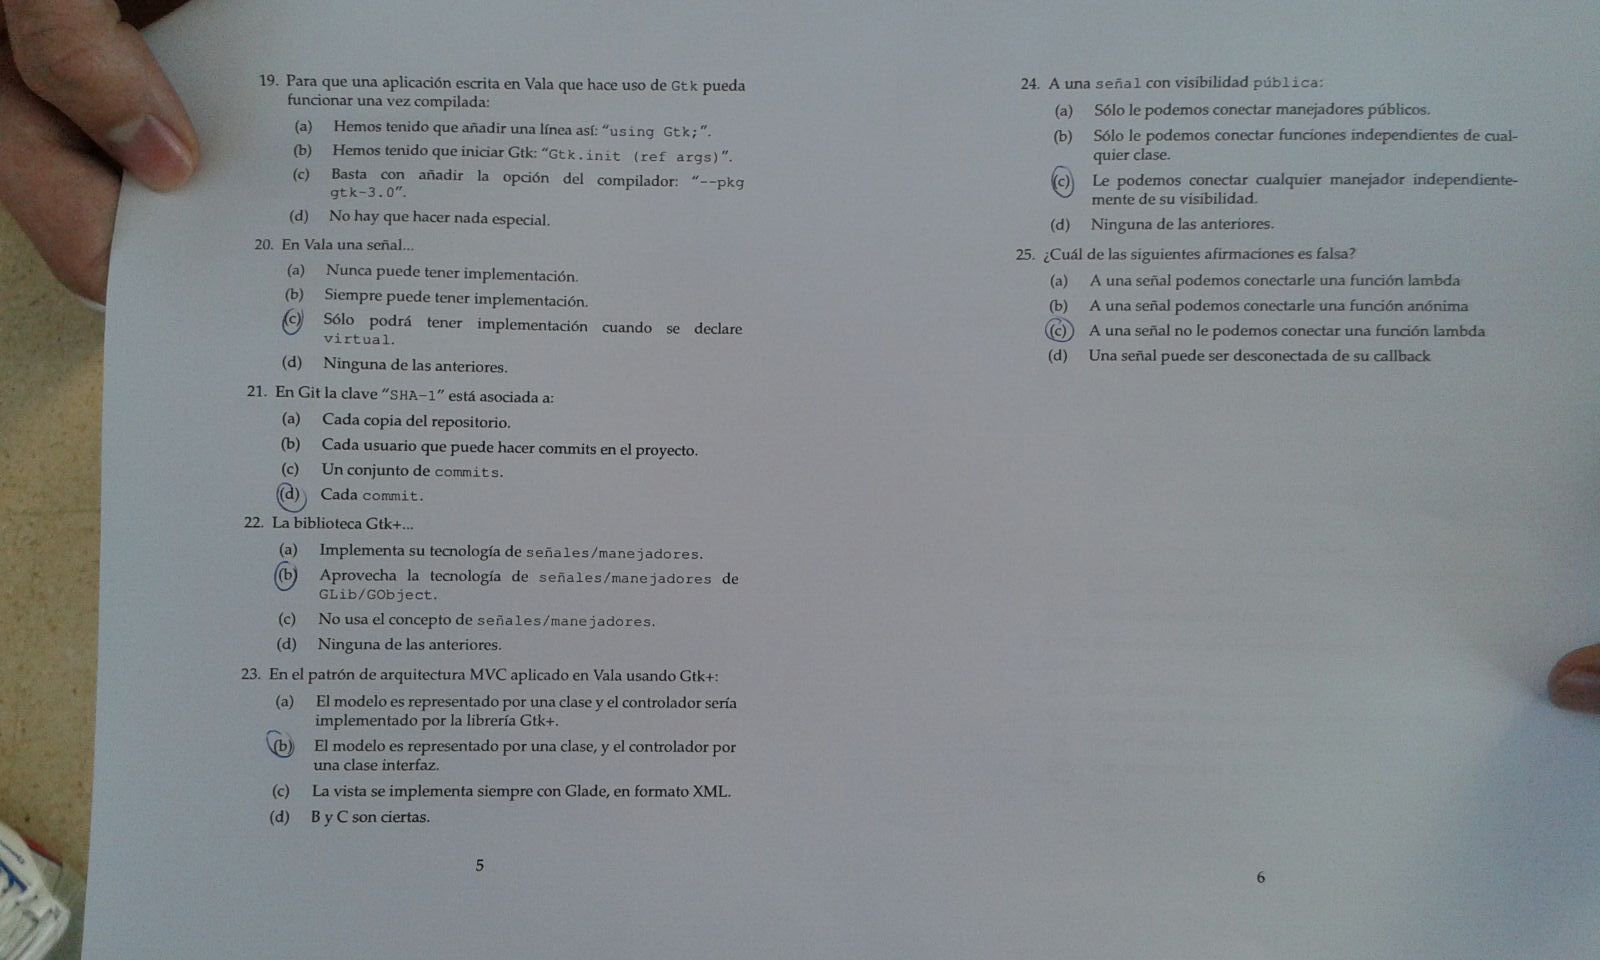 19. Para que una aplicación escrita en Vala que hace uso de Gtk pueda
funcionar una vez compilada:
(a) Hemos tenido que añadir una línea así: “using Gtk;”.
(b) Hemos tenido que iniciar Gtk: “Gtk.init (ref args)”.
(c) Basta con añadir la opción del compilador: “--pkg
gtk-3.0”.
(d) No hay que hacer nada especial.
20. En Vala una señal...
(a) Nunca puede tener implementación.
(b) Siempre puede tener implementación.
(c) Sólo podrá tener implementación cuando se declare
virtual.
(d) Ninguna de las anteriores.
21. En Git la clave “SHA-1” está asociada a:
(a) Cada copia del repositorio.
(b) Cada usuario que puede hacer commits en el proyecto.
(c) Un conjunto de commits.
(d) Cada commit.
22. La biblioteca Gtk+...
(a) Implementa su tecnología de señales/manejadores.
(b) Aprovecha la tecnología de señales/manejadores de
GLib/GObject.
(c) No usa el concepto de señales/manejadores.
(d) Ninguna de las anteriores.
23. En el patrón de arquitectura MVC aplicado en Vala usando Gtk+:
(a) El modelo es representado por una clase y el controlador sería
implementado por la librería Gtk+.
(b) El modelo es representado por una clase, y el controlador por
una clase interfaz.
(c) La vista se implementa siempre con Glade, en formato XML.
(d) B y C son ciertas.
5
24. A una señal con visibilidad pública:
(a) Sólo le podemos conectar manejadores públicos.
(b) Sólo le podemos conectar funciones independientes de cual-
quier clase.
(c) Le podemos conectar cualquier manejador independiente-
mente de su visibilidad.
(d) Ninguna de las anteriores.
25. ¿Cuál de las siguientes afirmaciones es falsa?
(a) A una señal podemos conectarle una función lambda
(b) A una señal podemos conectarle una función anónima
(c) A una señal no le podemos conectar una función lambda
(d) Una señal puede ser desconectada de su callback
6